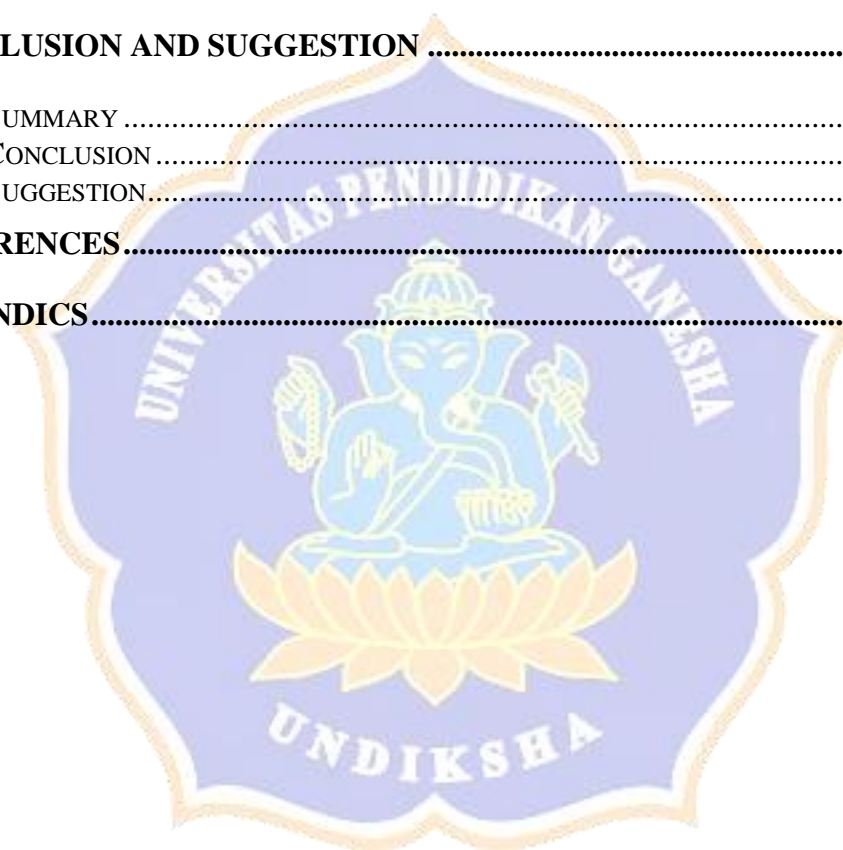 LUSION AND SUGGESTION ........................................................
UMMARY ........................................................................................
CONCLUSION ....................................................................................
UGGESTION.....................................................................................
RENCES...........................................................................................
NDICS..............................................................................................
UNIVERSITAS PENDIDIKAN GANESHA
UNDIKSHA